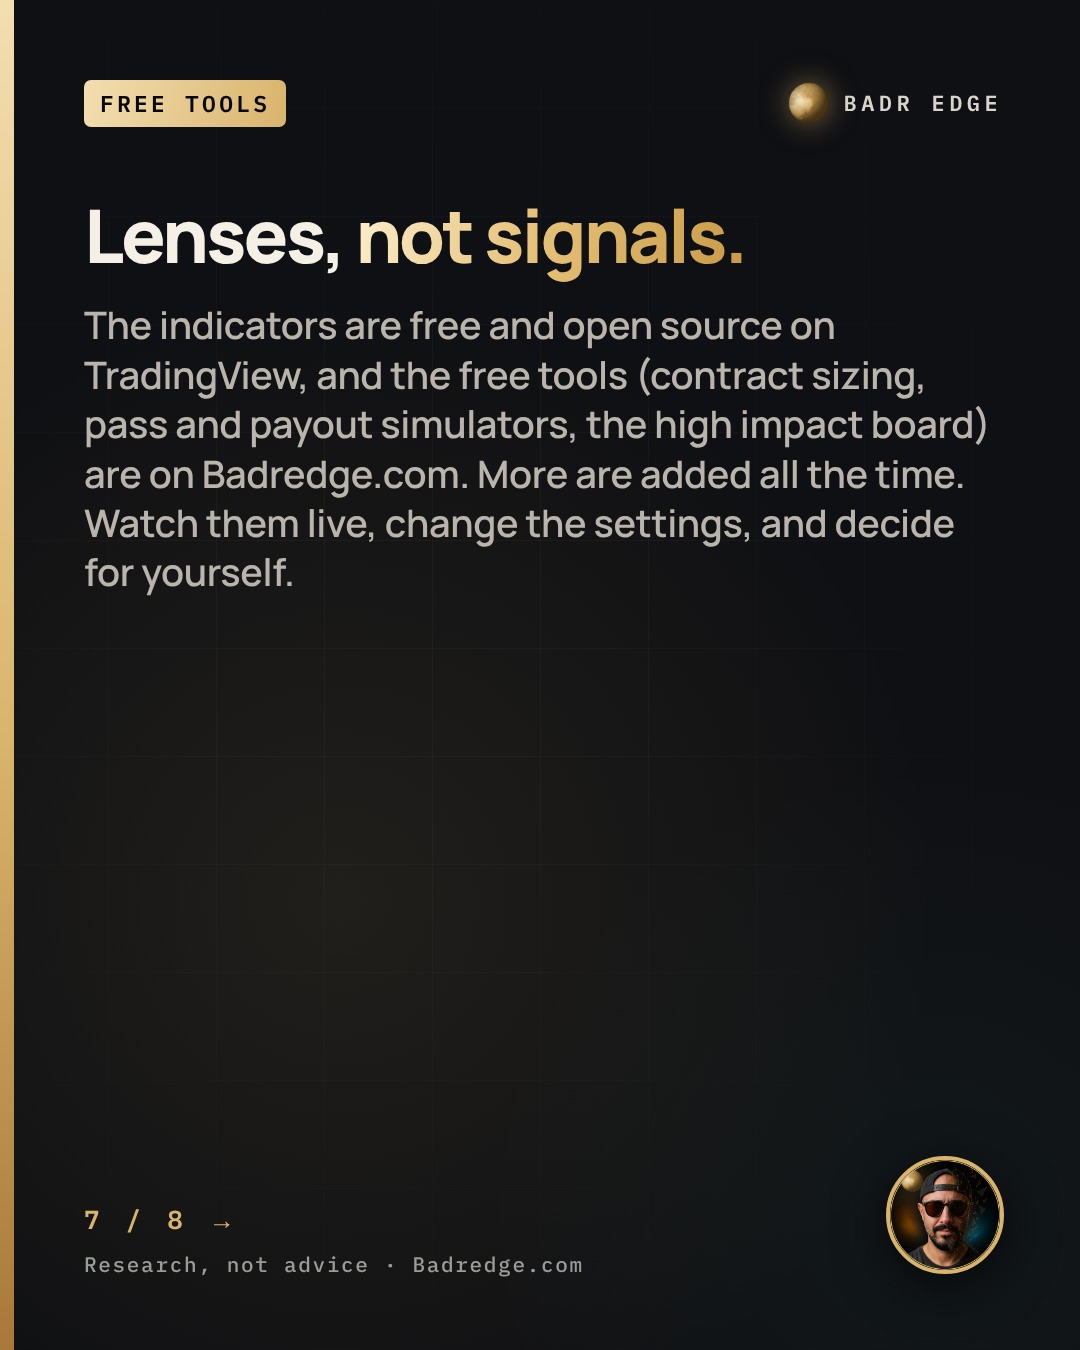 FREE TOOLS
BADR EDGE
Lenses, not signals.
The indicators are free and open source on
TradingView, and the free tools (contract sizing,
pass and payout simulators, the high impact board)
are on Badredge.com. More are added all the time.
Watch them live, change the settings, and decide
for yourself.
7 / 8 →
Research, not advice · Badredge.com